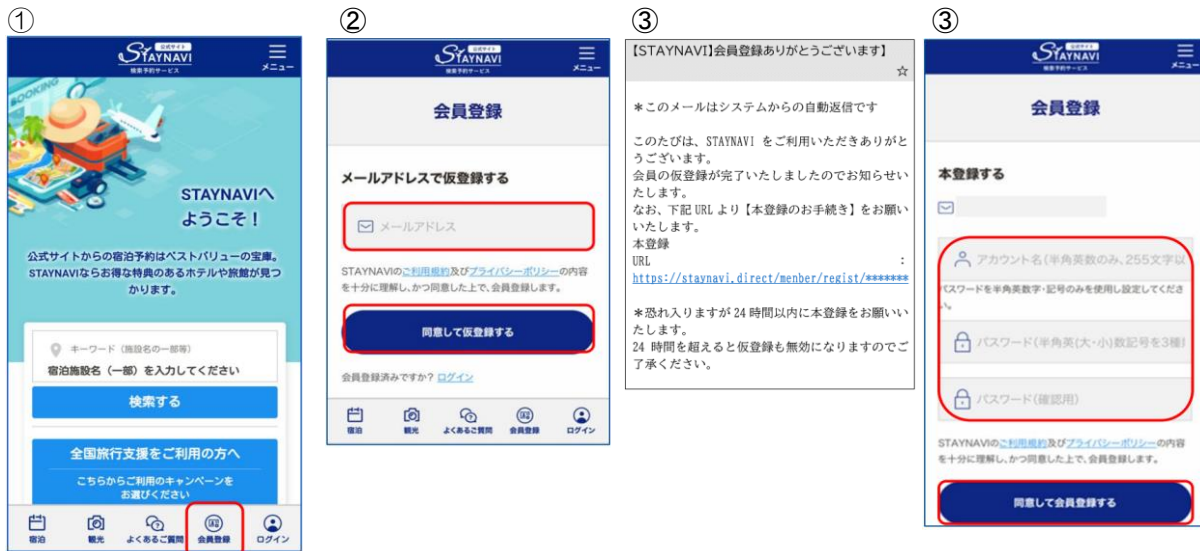 ①
公式サイト
STAYNAVI
検索予約サービス
メニュー
BOOKING
STAYNAVIへ
ようこそ！
公式サイトからの宿泊予約はベストバリューの宝庫。
STAYNAVIならお得な特典のあるホテルや旅館が見つ
かります。
キーワード（施設名の一部等）
宿泊施設名（一部）を入力してください
検索する
全国旅行支援をご利用の方へ
こちらからご利用のキャンペーンを
お選びください
宿泊 観光 よくあるご質問 会員登録 ログイン
②
公式サイト
STAYNAVI
検索予約サービス
メニュー
会員登録
メールアドレスで仮登録する
メールアドレス
STAYNAVIのご利用規約及びプライバシーポリシーの内容
を十分に理解し、かつ同意した上で、会員登録します。
同意して仮登録する
会員登録済みですか？ ログイン
宿泊 観光 よくあるご質問 会員登録 ログイン
③
【STAYNAVI】会員登録ありがとうございます】
☆
＊このメールはシステムからの自動返信です
このたびは、STAYNAVI をご利用いただきありがと
うございます。
会員の仮登録が完了いたしましたのでお知らせい
たします。
なお、下記 URL より【本登録のお手続き】をお願い
いたします。
本登録
URL :
https://staynavi.direct/menber/regist/*******
＊恐れ入りますが 24 時間以内に本登録をお願いい
たします。
24 時間を超えると仮登録も無効になりますのでご
了承ください。
③
公式サイト
STAYNAVI
検索予約サービス
メニュー
会員登録
本登録する
アカウント名（半角英数のみ、255文字以
パスワードを半角英数字・記号のみを使用し設定してくださ
い。
パスワード（半角英(大・小)数記号を3種
パスワード（確認用）
STAYNAVIのご利用規約及びプライバシーポリシーの内容
を十分に理解し、かつ同意した上で、会員登録します。
同意して会員登録する